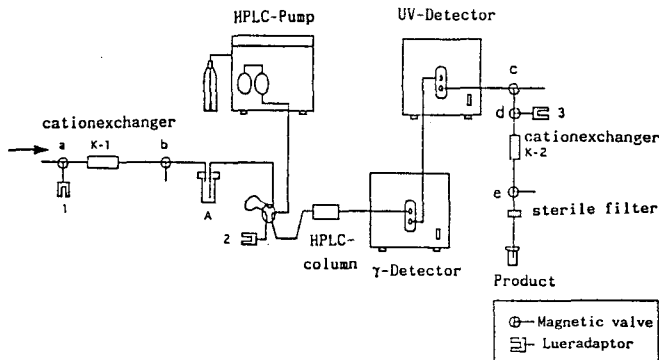 HPLC-Pump
UV-Detector
cationexchanger
a
K-1
b
c
d
3
cationexchanger
K-2
1
A
2
e
sterile filter
HPLC-
column
γ-Detector
Product
Magnetic valve
Lueradaptor